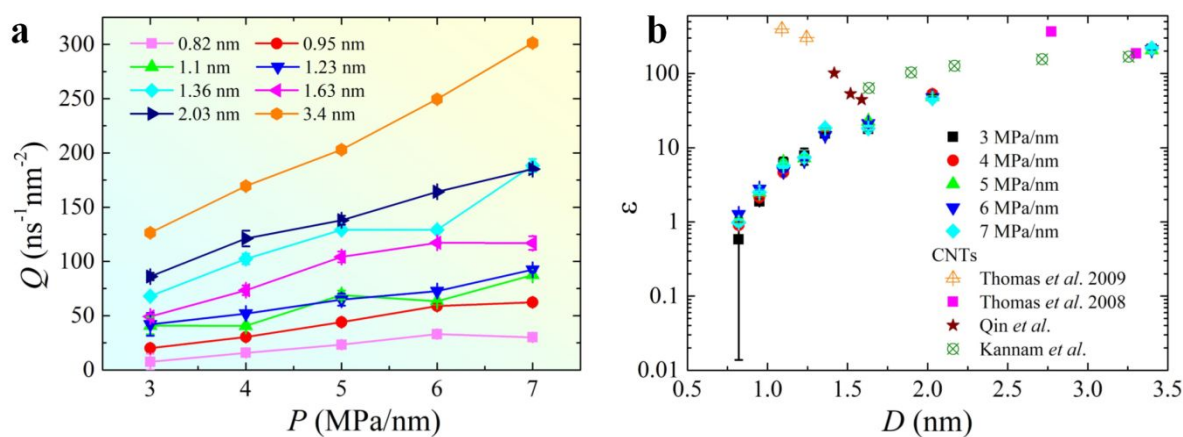 a
300
250
200
150
100
50
0
Q (ns⁻¹nm⁻²)
0.82 nm 0.95 nm
1.1 nm 1.23 nm
1.36 nm 1.63 nm
2.03 nm 3.4 nm
3 4 5 6 7
P (MPa/nm)
b
100
10
1
0.1
0.01
ε
3 MPa/nm
4 MPa/nm
5 MPa/nm
6 MPa/nm
7 MPa/nm
CNTs
Thomas et al. 2009
Thomas et al. 2008
Qin et al.
Kannam et al.
0.5 1.0 1.5 2.0 2.5 3.0 3.5
D (nm)